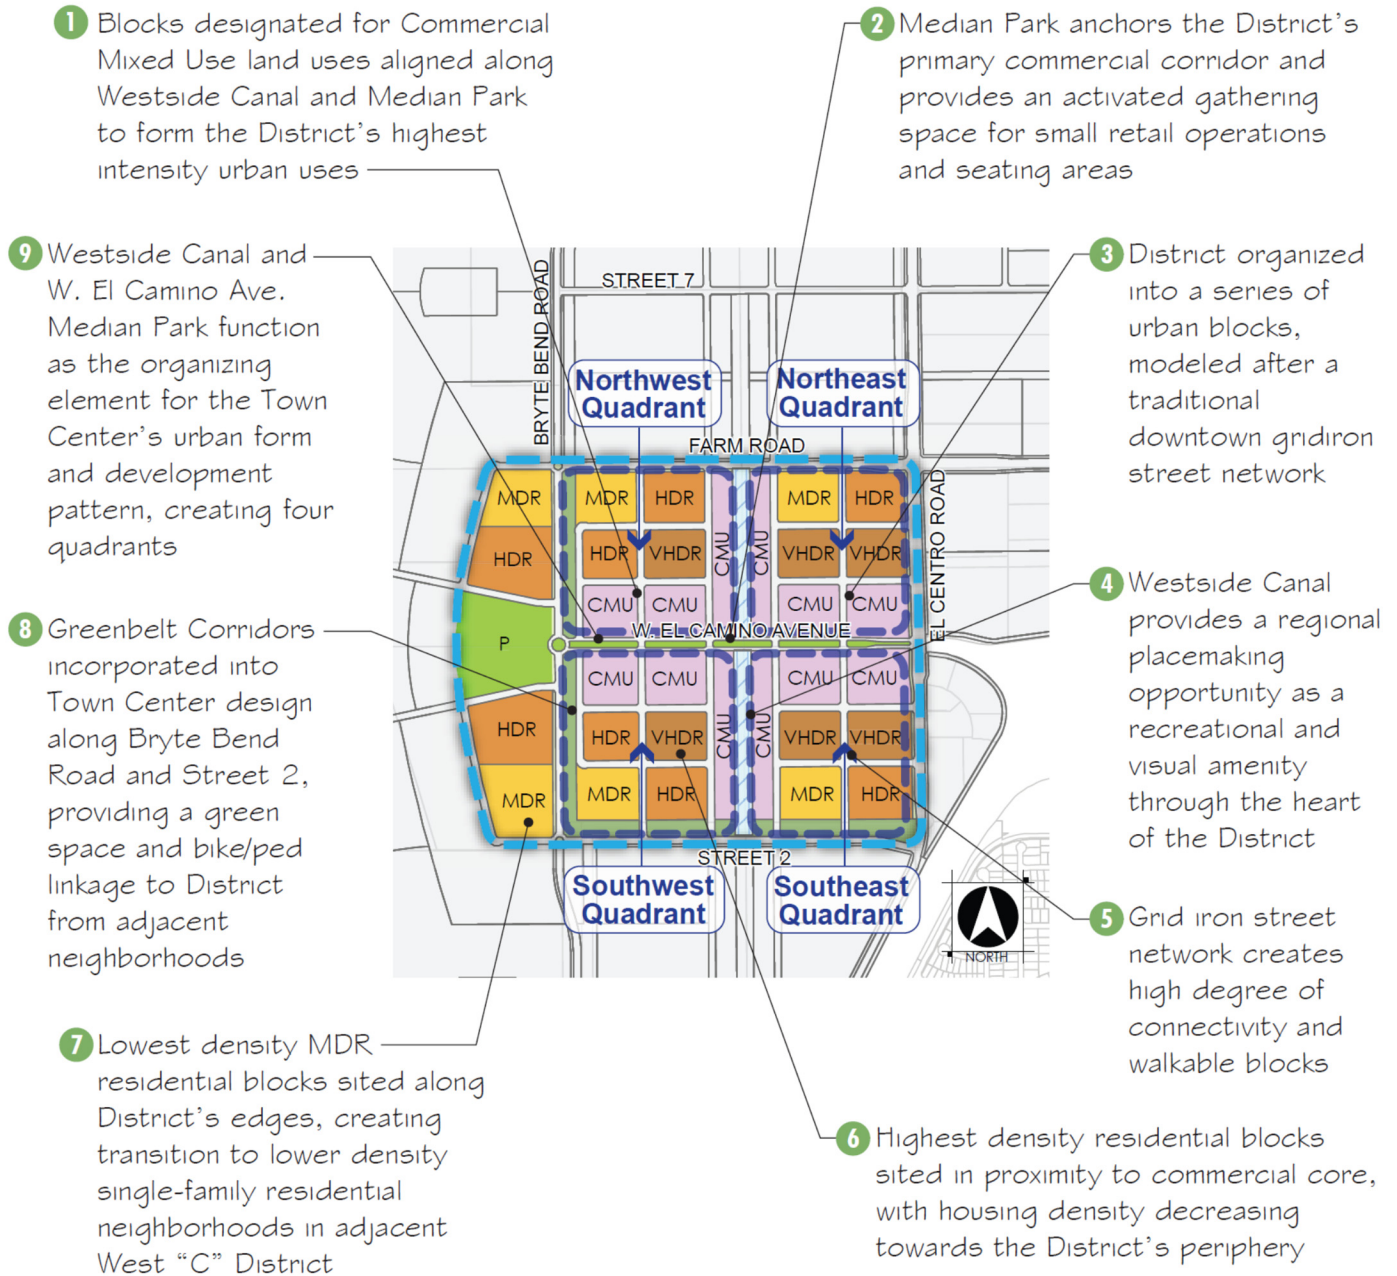 1 Blocks designated for Commercial
Mixed Use land uses aligned along
Westside Canal and Median Park
to form the District's highest
intensity urban uses
2 Median Park anchors the District's
primary commercial corridor and
provides an activated gathering
space for small retail operations
and seating areas
9 Westside Canal and
W. El Camino Ave.
Median Park function
as the organizing
element for the Town
Center's urban form
and development
pattern, creating four
quadrants
3 District organized
into a series of
urban blocks,
modeled after a
traditional
downtown gridiron
street network
8 Greenbelt Corridors
incorporated into
Town Center design
along Bryte Bend
Road and Street 2,
providing a green
space and bike/ped
linkage to District
from adjacent
neighborhoods
4 Westside Canal
provides a regional
placemaking
opportunity as a
recreational and
visual amenity
through the heart
of the District
5 Grid iron street
network creates
high degree of
connectivity and
walkable blocks
7 Lowest density MDR
residential blocks sited along
District's edges, creating
transition to lower density
single-family residential
neighborhoods in adjacent
West "C" District
6 Highest density residential blocks
sited in proximity to commercial core,
with housing density decreasing
towards the District's periphery
STREET 7
BRYTE BEND ROAD
Northwest
Quadrant
Northeast
Quadrant
FARM ROAD
EL CENTRO ROAD
MDR
MDR
HDR
MDR
HDR
HDR
HDR
VHDR
CMU
CMU
VHDR
VHDR
CMU
CMU
CMU
CMU
W. EL CAMINO AVENUE
P
CMU
CMU
CMU
CMU
HDR
HDR
VHDR
CMU
CMU
VHDR
VHDR
MDR
MDR
HDR
MDR
HDR
STREET 2
Southwest
Quadrant
Southeast
Quadrant
NORTH